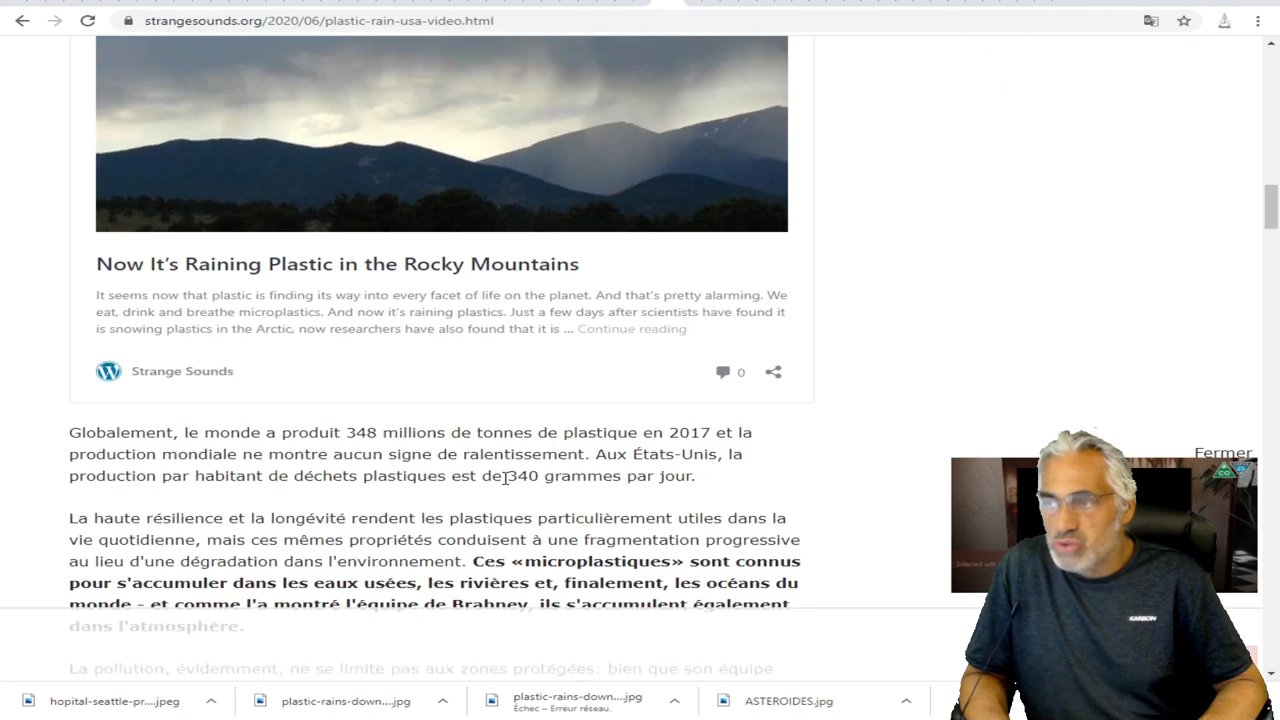 strangesounds.org/2020/06/plastic-rain-usa-video.html
Now It's Raining Plastic in the Rocky Mountains
It seems now that plastic is finding its way into every facet of life on the planet. And that's pretty alarming. We
eat, drink and breathe microplastics. And now it's raining plastics. Just a few days after scientists have found it
is snowing plastics in the Arctic, now researchers have also found that it is ... Continue reading
Strange Sounds
0
Globalement, le monde a produit 348 millions de tonnes de plastique en 2017 et la
production mondiale ne montre aucun signe de ralentissement. Aux États-Unis, la
production par habitant de déchets plastiques est de 340 grammes par jour.
Fermer
La haute résilience et la longévité rendent les plastiques particulièrement utiles dans la
vie quotidienne, mais ces mêmes propriétés conduisent à une fragmentation progressive
au lieu d'une dégradation dans l'environnement. Ces «microplastiques» sont connus
pour s'accumuler dans les eaux usées, les rivières et, finalement, les océans du
monde - et comme l'a montré l'équipe de Brahney, ils s'accumulent également
dans l'atmosphère.
La pollution, évidemment, ne se limite pas aux zones protégées: bien que son équipe
Infected with
CO
KARBON
hopital-seattle-pr....jpeg
plastic-rains-down....jpg
plastic-rains-down....jpg
Échec – Erreur réseau.
ASTEROIDES.jpg